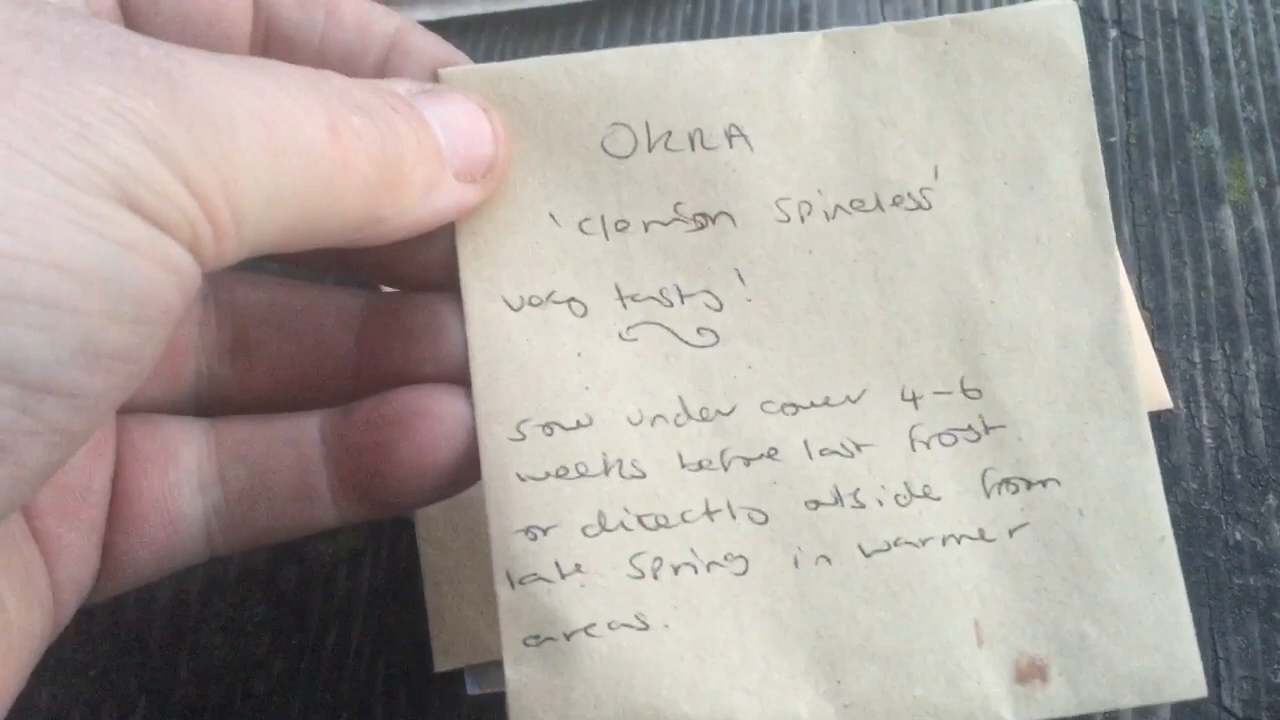 OKRA
'clemson spineless'
very tasty!
sow under cover 4-6
weeks before last frost
or directly outside from
late spring in warmer
areas.